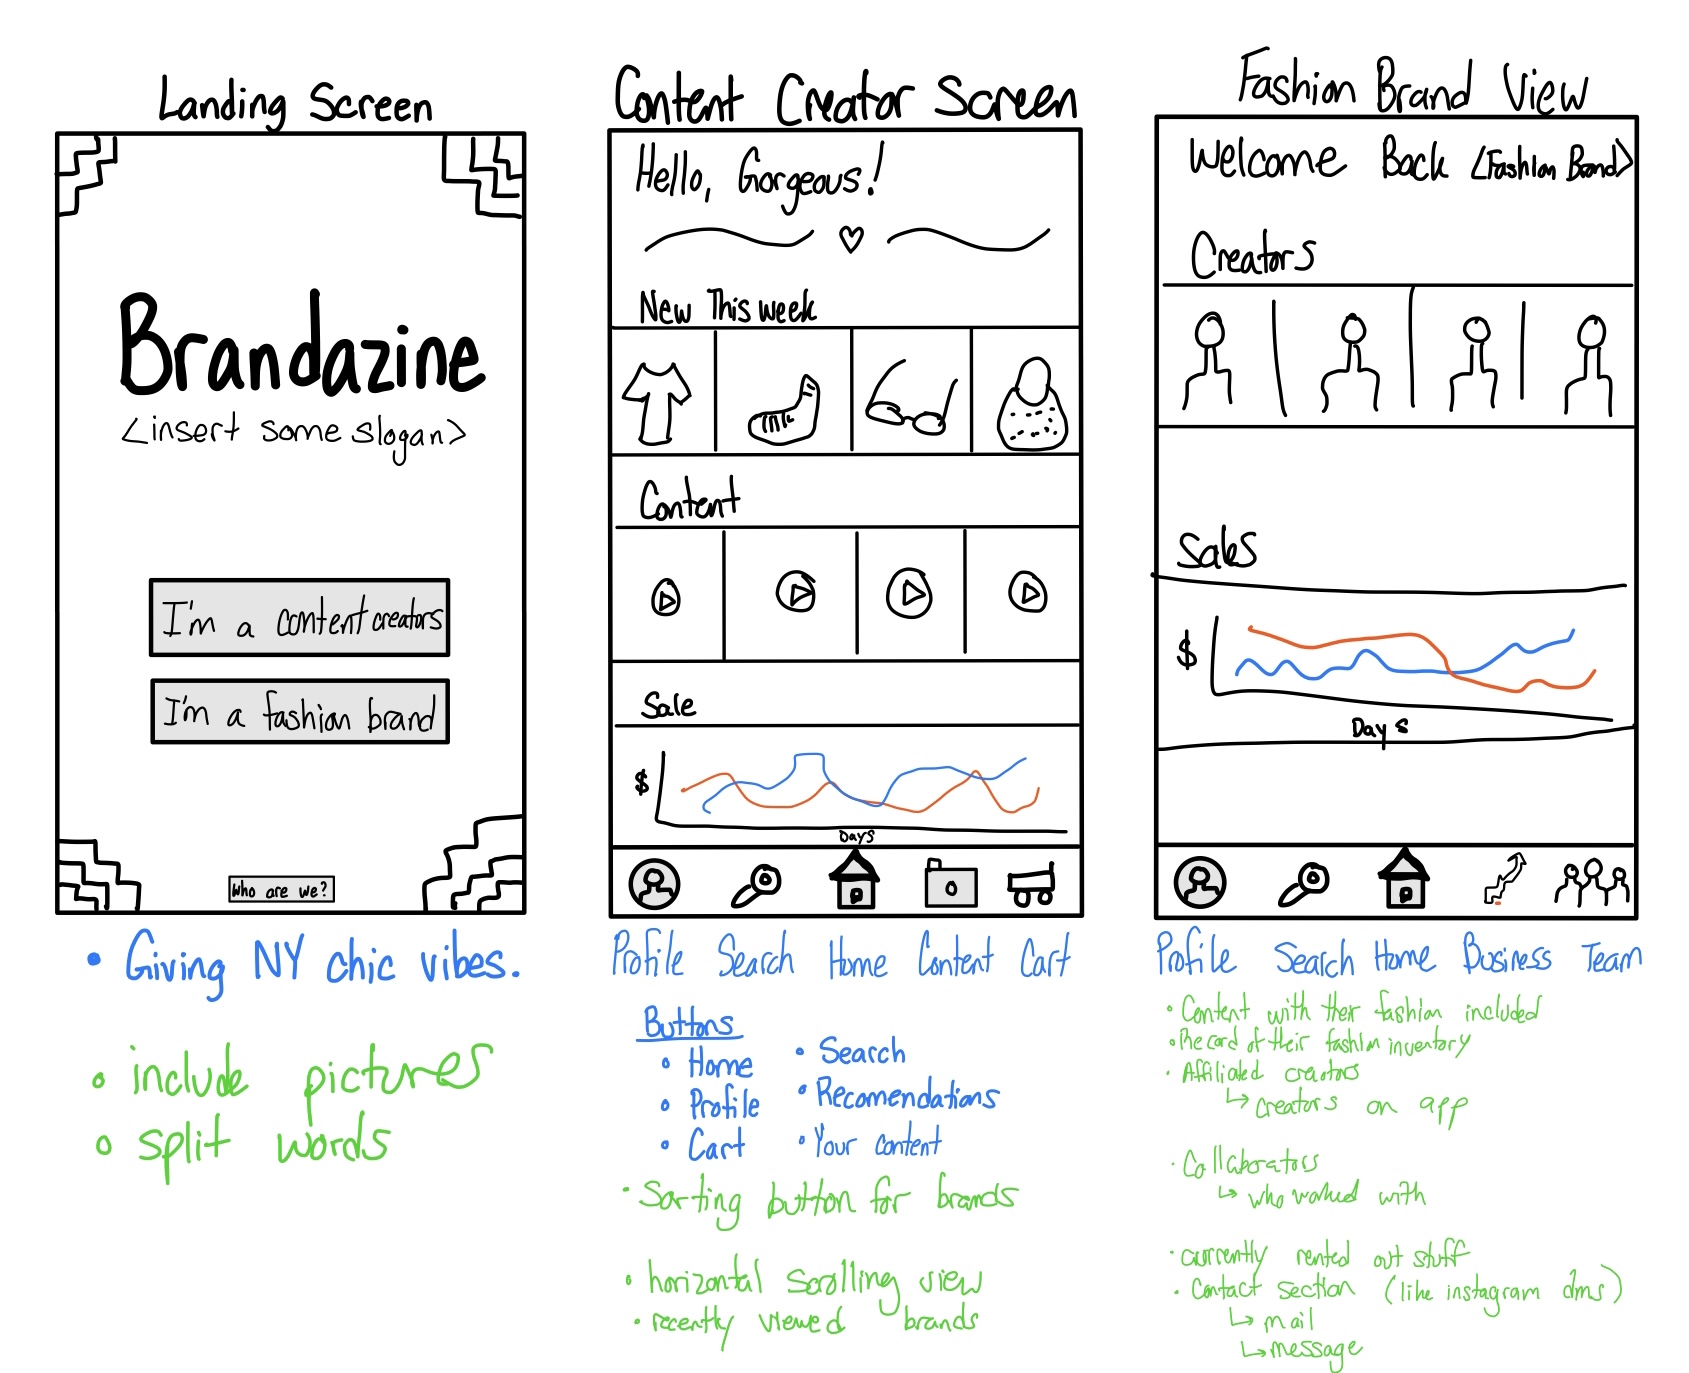 Landing Screen
Brandazine
<insert some slogan>
I'm a content creators
I'm a fashion brand
Who are we?
• Giving NY chic vibes.
• include pictures
• split words
Content Creator Screen
Hello, Gorgeous!
New This week
Content
Sale
$
Days
Profile Search Home Content Cart
Buttons
• Home
• Profile
• Cart
• Search
• Recomendations
• Your content
• Sorting button for brands
• horizontal scrolling view
• recently viewed brands
Fashion Brand View
Welcome Back <Fashion Brand>
Creators
Sales
$
Days
Profile Search Home Business Team
• Content with their fashion included
• Record of their fashion inventory
• Affiliated creators
↳ creators on app
• Collaborators
↳ who worked with
• currently rented out stuff
• Contact section (like instagram dms)
↳ mail
↳ message